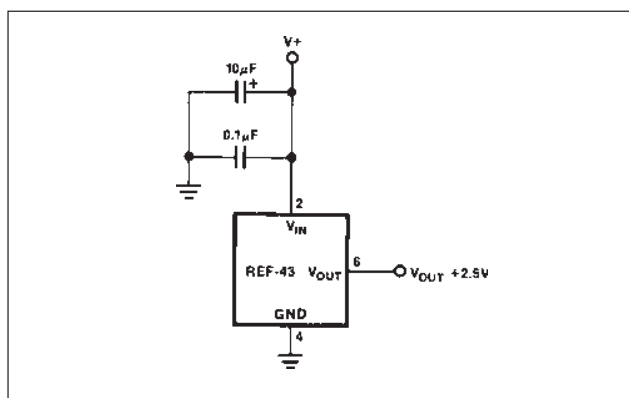 V+
10μF
+
0.1μF
2
VIN
6
REF-43 VOUT
VOUT +2.5V
GND
4